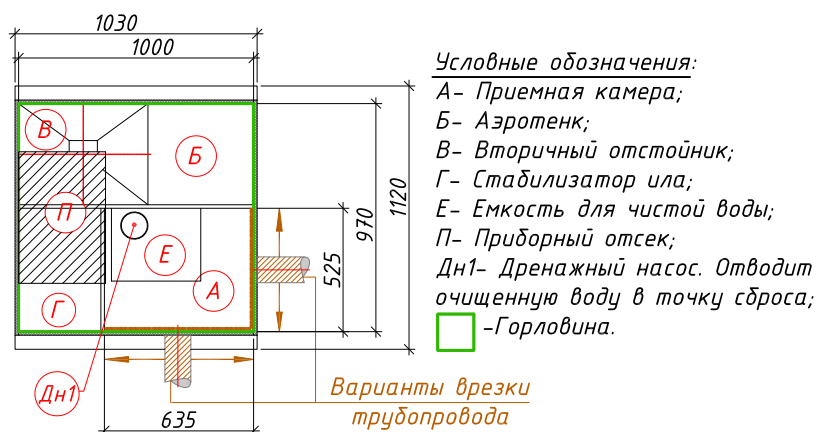 1030
1000
Условные обозначения:
А- Приемная камера;
Б- Аэротенк;
В- Вторичный отстойник;
Г- Стабилизатор ила;
Е- Емкость для чистой воды;
П- Приборный отсек;
Дн1- Дренажный насос. Отводит
очищенную воду в точку сброса;
-Горловина.
В
Б
П
Е
А
Г
Дн1
525
970
1120
Варианты врезки
трубопровода
635